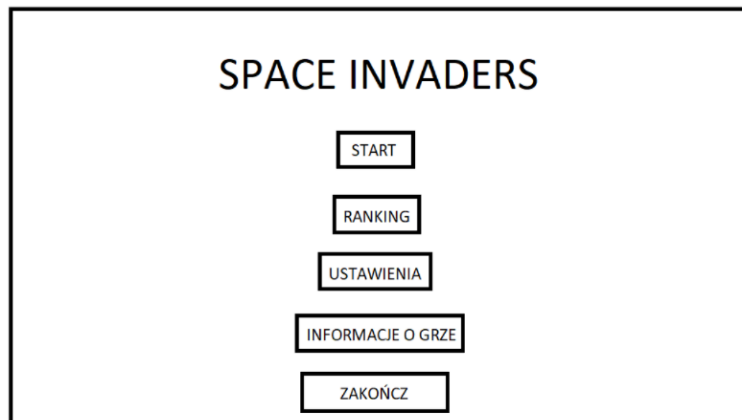 SPACE INVADERS
START
RANKING
USTAWIENIA
INFORMACJE O GRZE
ZAKOŃCZ